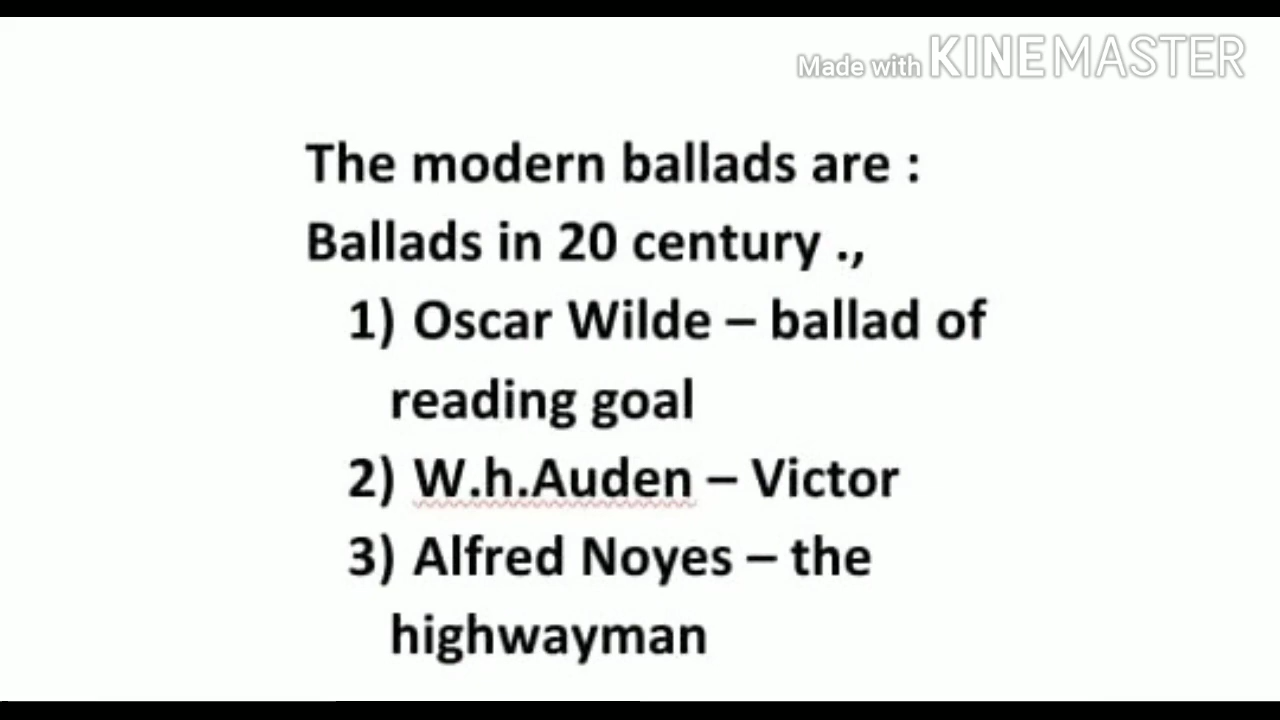 Made with KINEMASTER
The modern ballads are :
Ballads in 20 century .,
1) Oscar Wilde – ballad of
reading goal
2) W.h.Auden – Victor
3) Alfred Noyes – the
highwayman